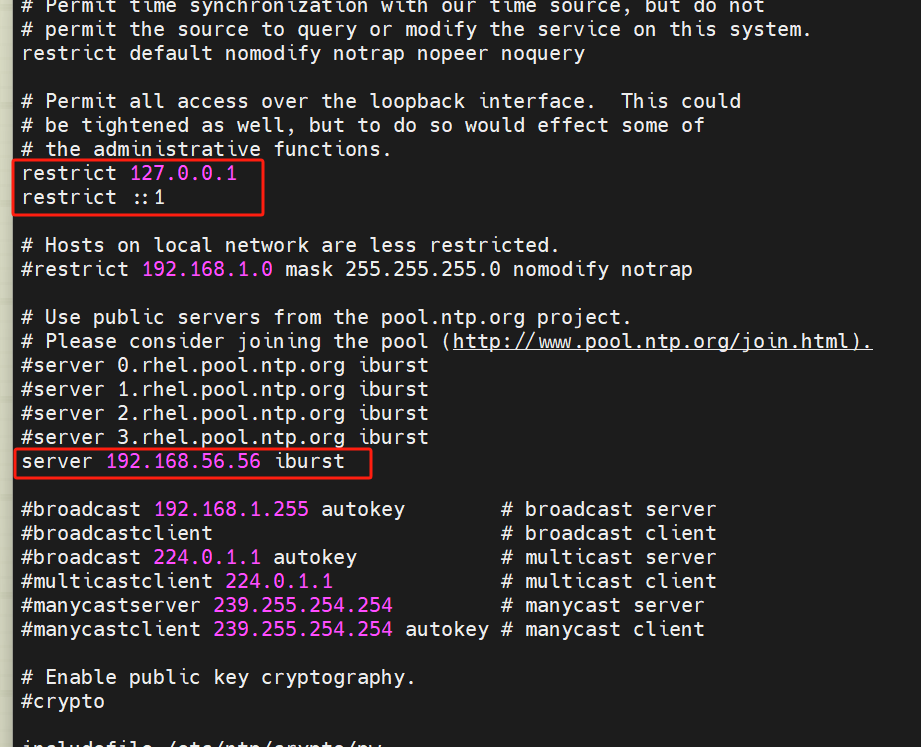 # Permit time synchronization with our time source, but do not
# permit the source to query or modify the service on this system.
restrict default nomodify notrap nopeer noquery
# Permit all access over the loopback interface.  This could
# be tightened as well, but to do so would effect some of
# the administrative functions.
restrict 127.0.0.1
restrict ::1
# Hosts on local network are less restricted.
#restrict 192.168.1.0 mask 255.255.255.0 nomodify notrap
# Use public servers from the pool.ntp.org project.
# Please consider joining the pool (http://www.pool.ntp.org/join.html).
#server 0.rhel.pool.ntp.org iburst
#server 1.rhel.pool.ntp.org iburst
#server 2.rhel.pool.ntp.org iburst
#server 3.rhel.pool.ntp.org iburst
server 192.168.56.56 iburst
#broadcast 192.168.1.255 autokey        # broadcast server
#broadcastclient                        # broadcast client
#broadcast 224.0.1.1 autokey            # multicast server
#multicastclient 224.0.1.1              # multicast client
#manycastserver 239.255.254.254         # manycast server
#manycastclient 239.255.254.254 autokey # manycast client
# Enable public key cryptography.
#crypto
includefile /etc/ntp/crypto/pw